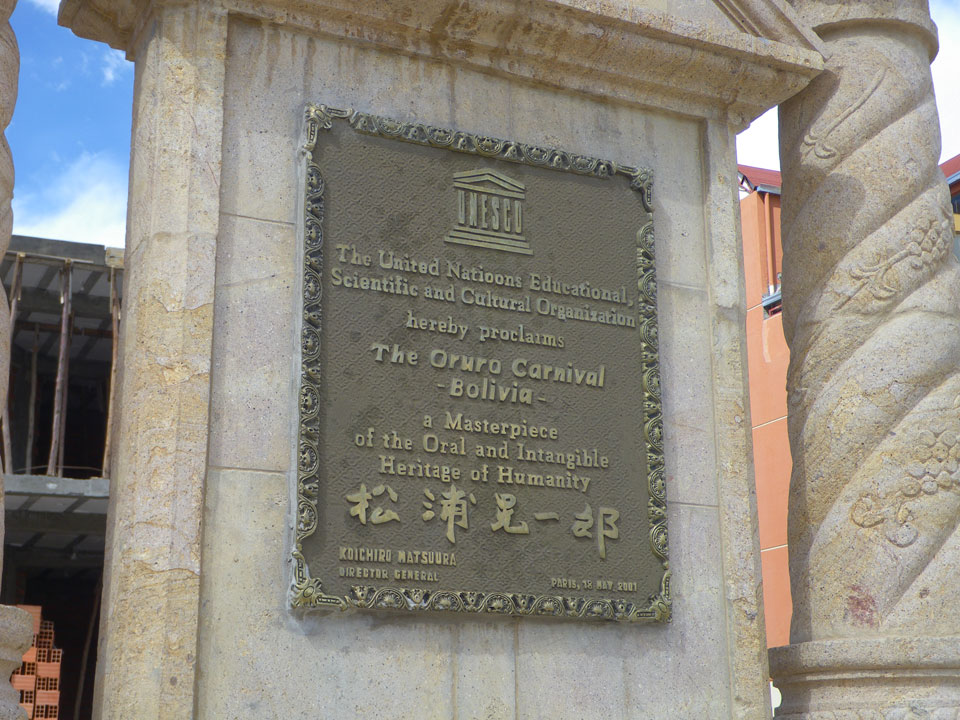 UNESCO
The United Natioons Educational,
Scientific and Cultural Organization
hereby proclaims
The Oruro Carnival
-Bolivia-
a Masterpiece
of the Oral and Intangible
Heritage of Humanity
松浦晃一郎
KOICHIRO MATSUURA
DIRECTOR GENERAL
PARIS, 18 MAY, 2001